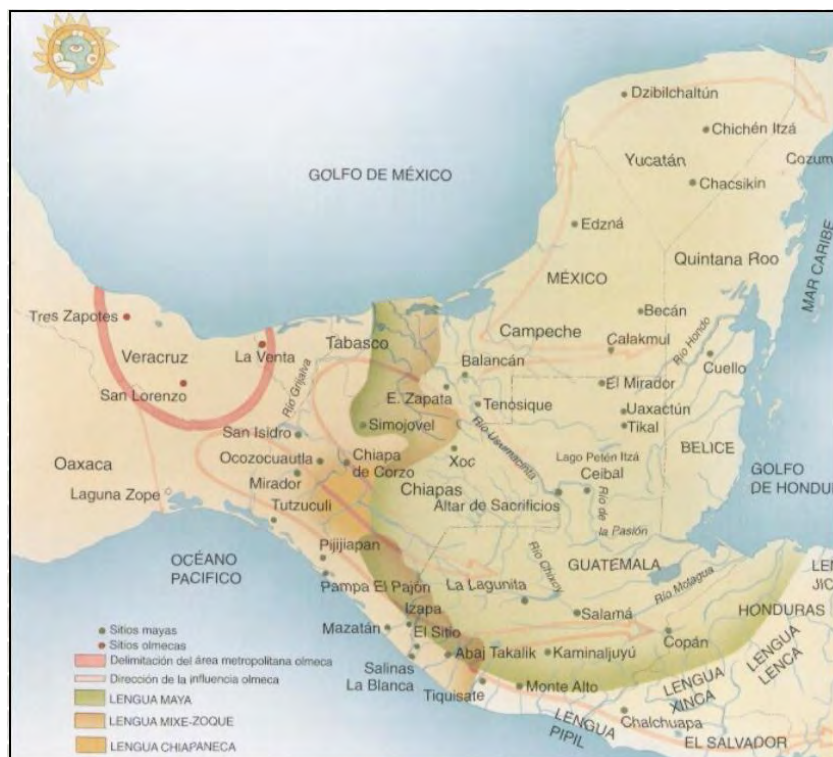 Dzibilchaltún
Chichén Itzá
Yucatán
Cozum
GOLFO DE MÉXICO
Chacsikin
MAR CARIBE
Edzná
Quintana Roo
MÉXICO
Becán
Tres Zapotes
Campeche
Tabasco
Calakmul
Río Hondo
Veracruz
La Venta
Balancán
Cuello
Río Grijalva
El Mirador
San Lorenzo
E. Zapata
Tenosique
Uaxactún
Simojovel
Tikal
San Isidro
Río Usumacinta
BELICE
Oaxaca
Ocozocuautla
Chiapa
de Corzo
Xoc
Lago Petén Itzá
Ceibal
GOLFO
DE HONDU
Mirador
Chiapas
Laguna Zope
Altar de Sacrificios
Río de
la Pasión
Tutzuculi
OCÉANO
PACIFICO
Pijijiapan
Río Chixoy
GUATEMALA
Pampa El Pajón
La Lagunita
Río Motagua
LEN
JIC
Izapa
Salamá
HONDURAS
Mazatán
El Sitio
Copán
LENGUA
LENCA
Salinas
La Blanca
Abaj Takalik
Kaminaljuyú
Tiquisate
Monte Alto
LENGUA
XINCA
Chalchuapa
LENGUA
PIPIL
EL SALVADOR
Sitios mayas
Sitios olmecas
Delimitación del área metropolitana olmeca
Dirección de la influencia olmeca
LENGUA MAYA
LENGUA MIXE-ZOQUE
LENGUA CHIAPANECA